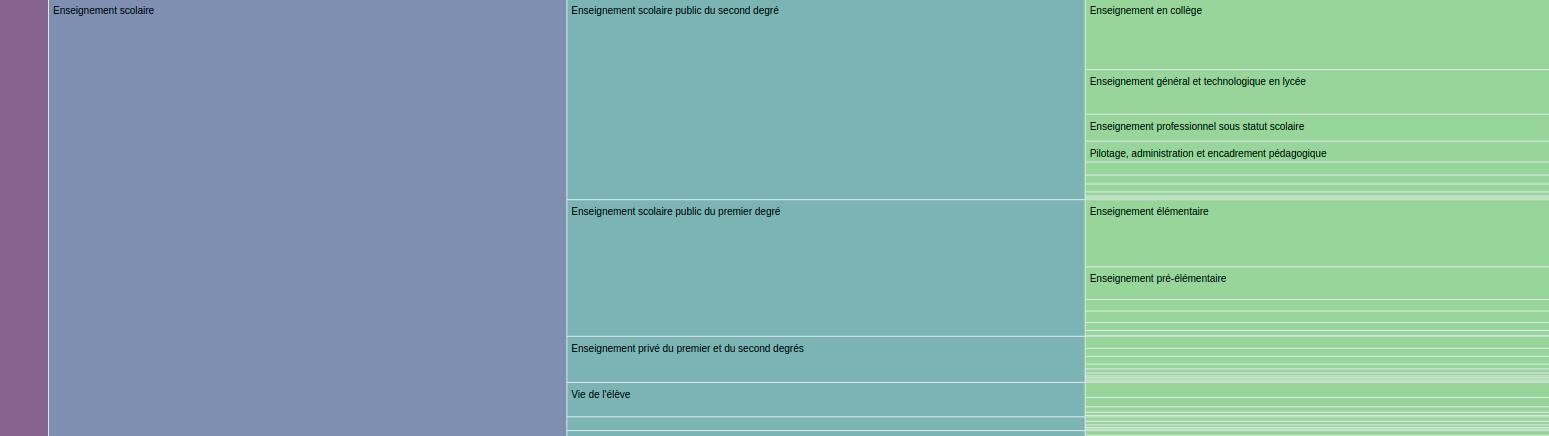 Enseignement scolaire
Enseignement scolaire public du second degré
Enseignement en collège
Enseignement général et technologique en lycée
Enseignement professionnel sous statut scolaire
Pilotage, administration et encadrement pédagogique
Enseignement scolaire public du premier degré
Enseignement élémentaire
Enseignement pré-élémentaire
Enseignement privé du premier et du second degrés
Vie de l'élève